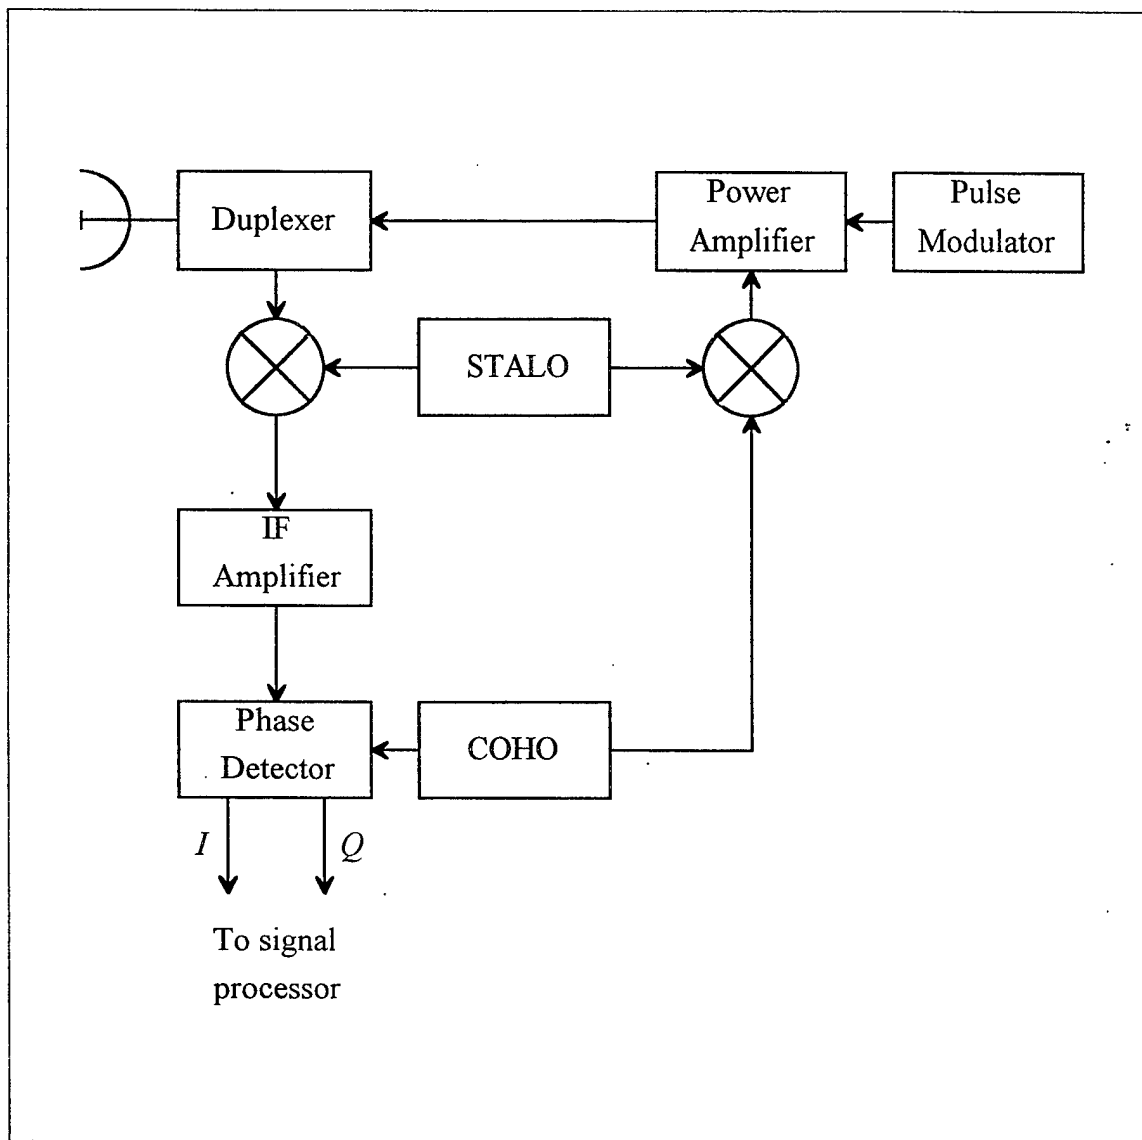 Duplexer
Power
Amplifier
Pulse
Modulator
STALO
IF
Amplifier
Phase
Detector
COHO
I
Q
To signal
processor